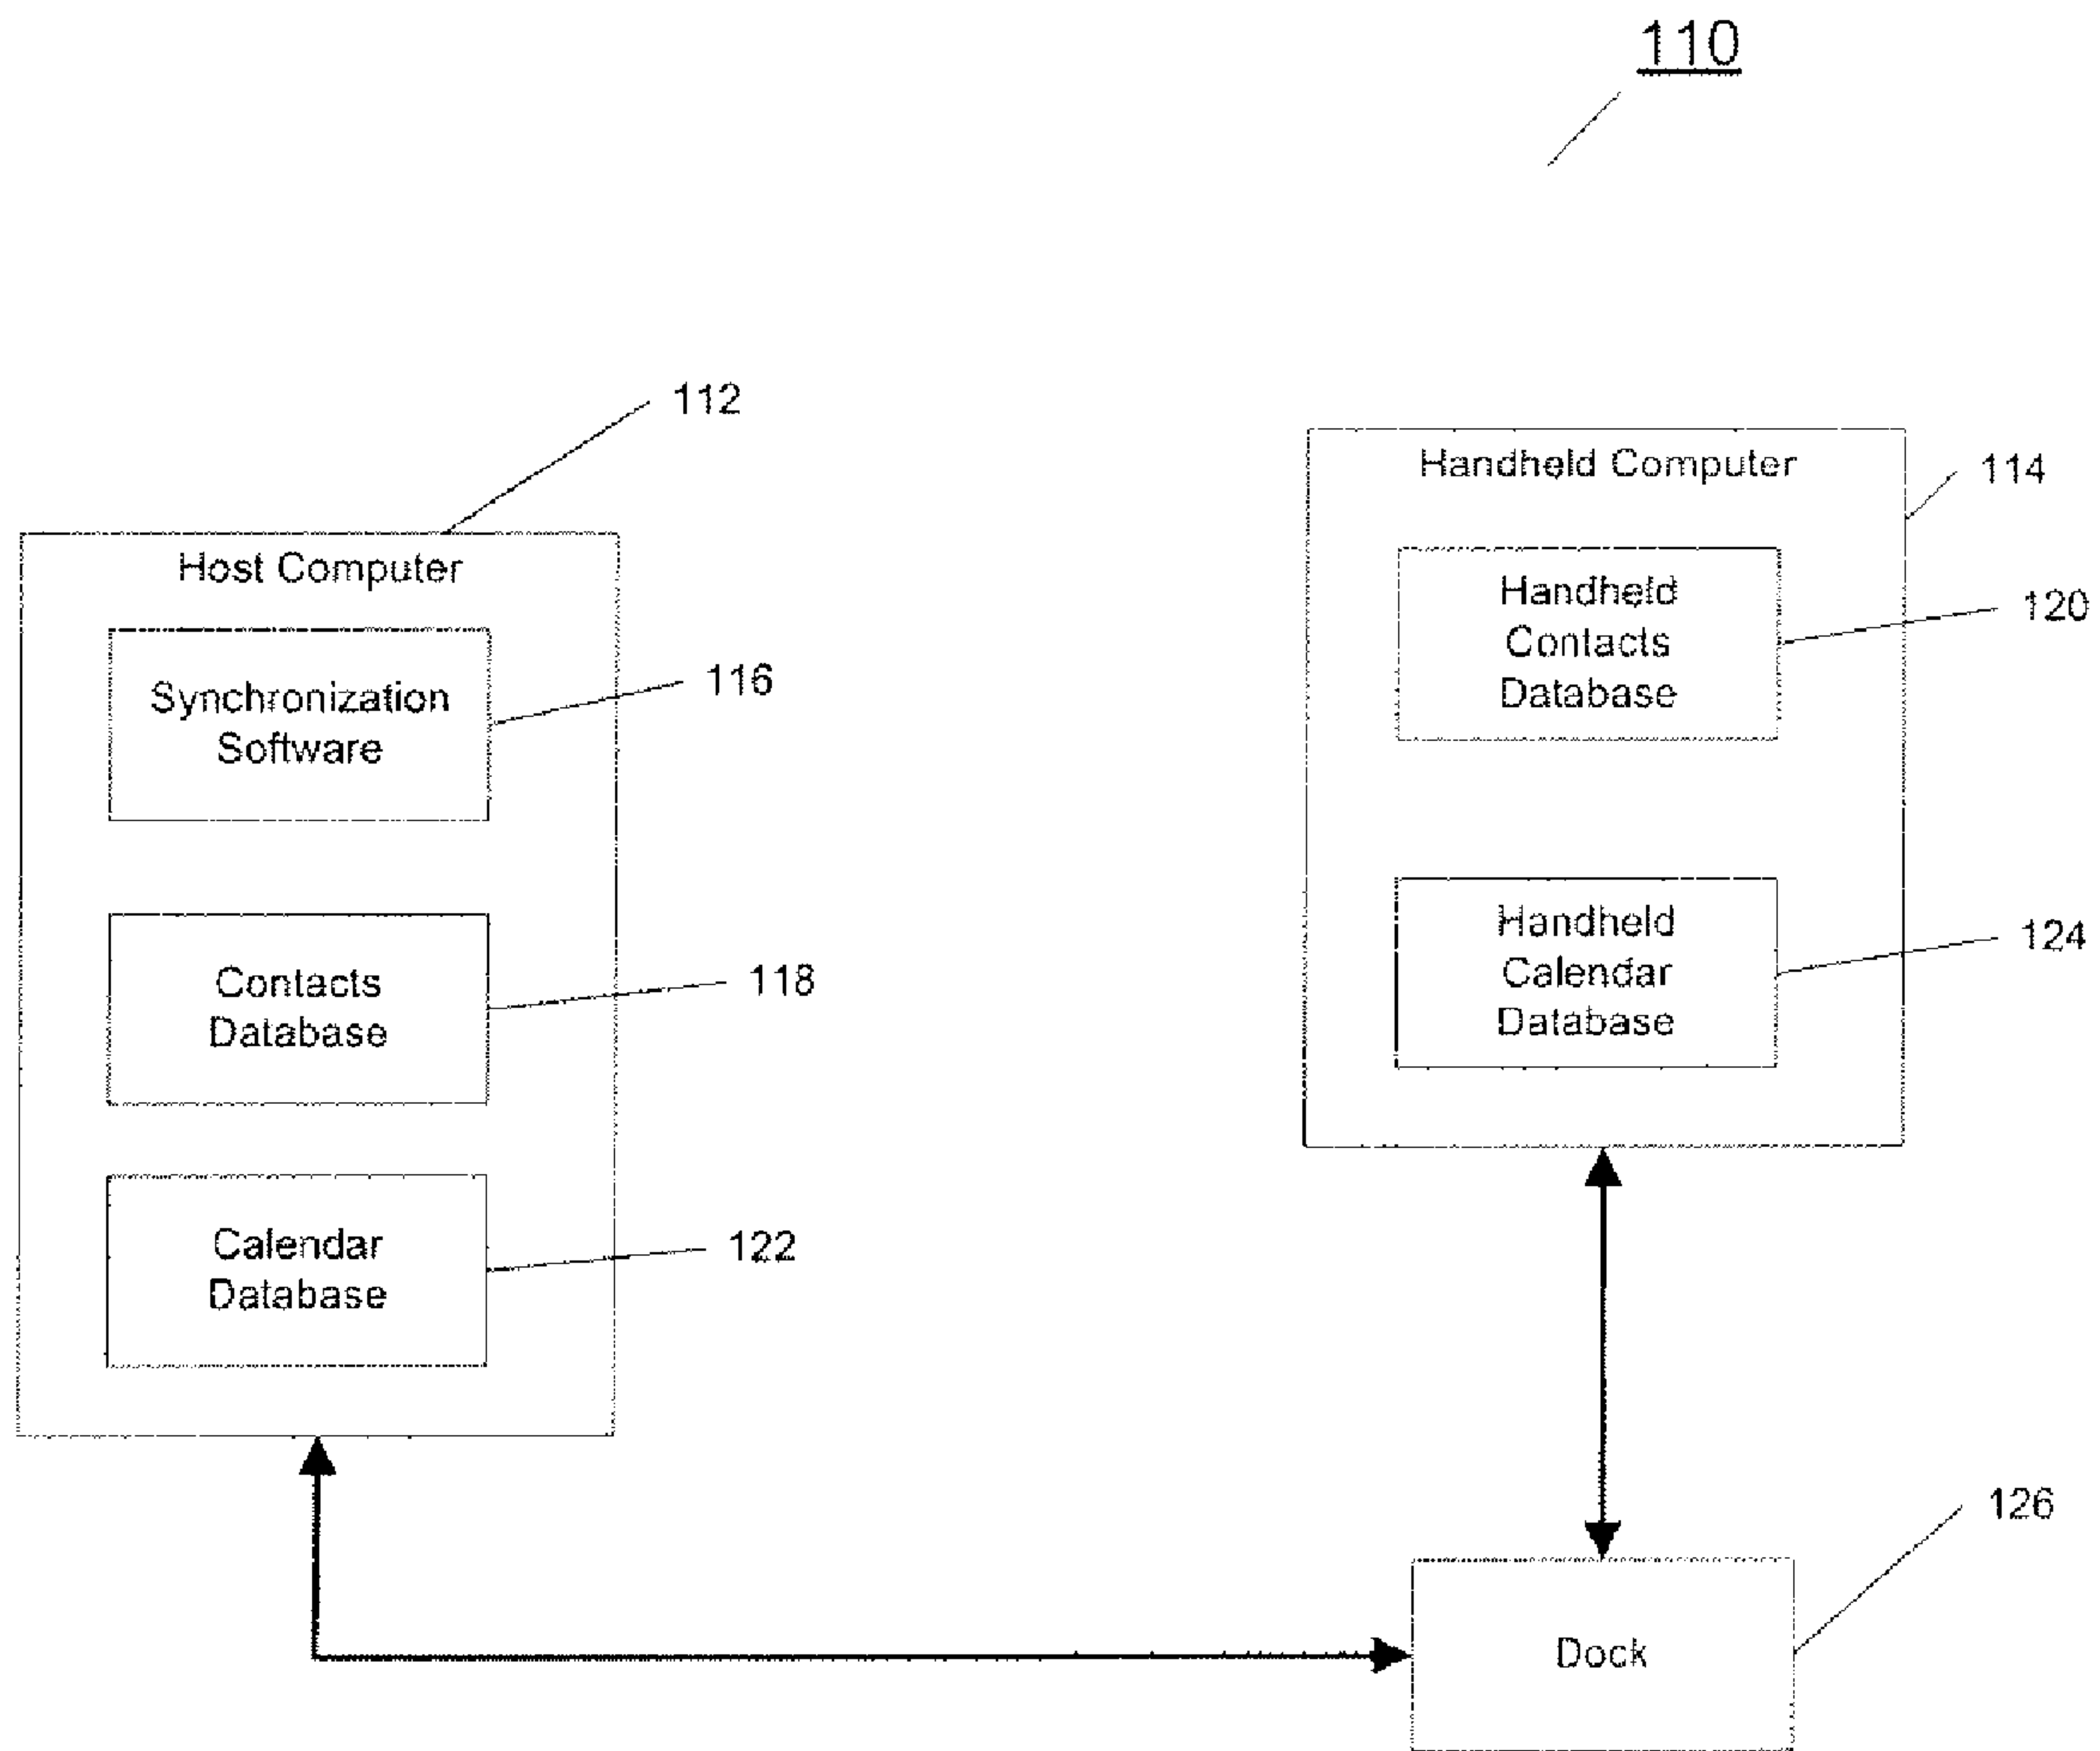 110
112
Host Computer
Synchronization
Software
116
Contacts
Database
118
Calendar
Database
122
Handheld Computer
114
Handheld
Contacts
Database
120
Handheld
Calendar
Database
124
126
Dock